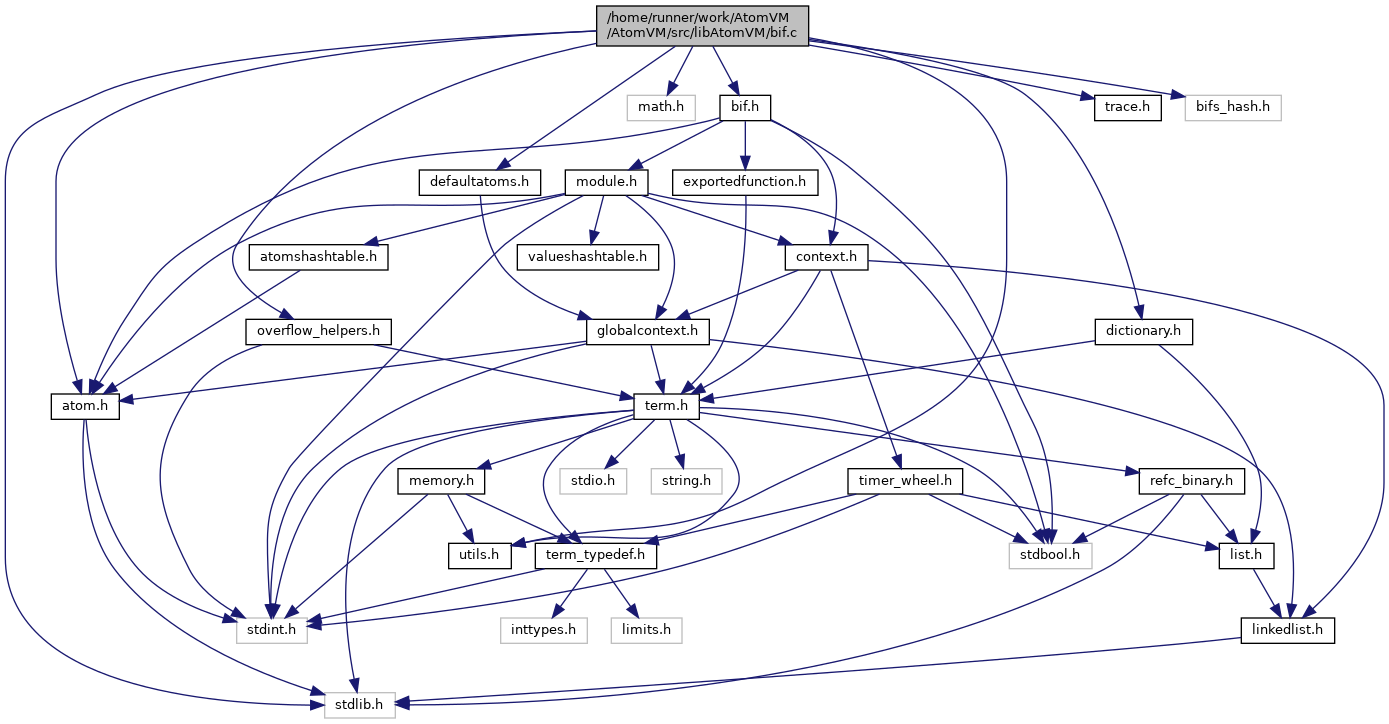 /home/runner/work/AtomVM
/AtomVM/src/libAtomVM/bif.c
math.h
bif.h
trace.h
bifs_hash.h
defaultatoms.h
module.h
exportedfunction.h
atomshashtable.h
valueshashtable.h
context.h
overflow_helpers.h
globalcontext.h
dictionary.h
atom.h
term.h
memory.h
stdio.h
string.h
timer_wheel.h
refc_binary.h
utils.h
term_typedef.h
stdbool.h
list.h
stdint.h
inttypes.h
limits.h
linkedlist.h
stdlib.h